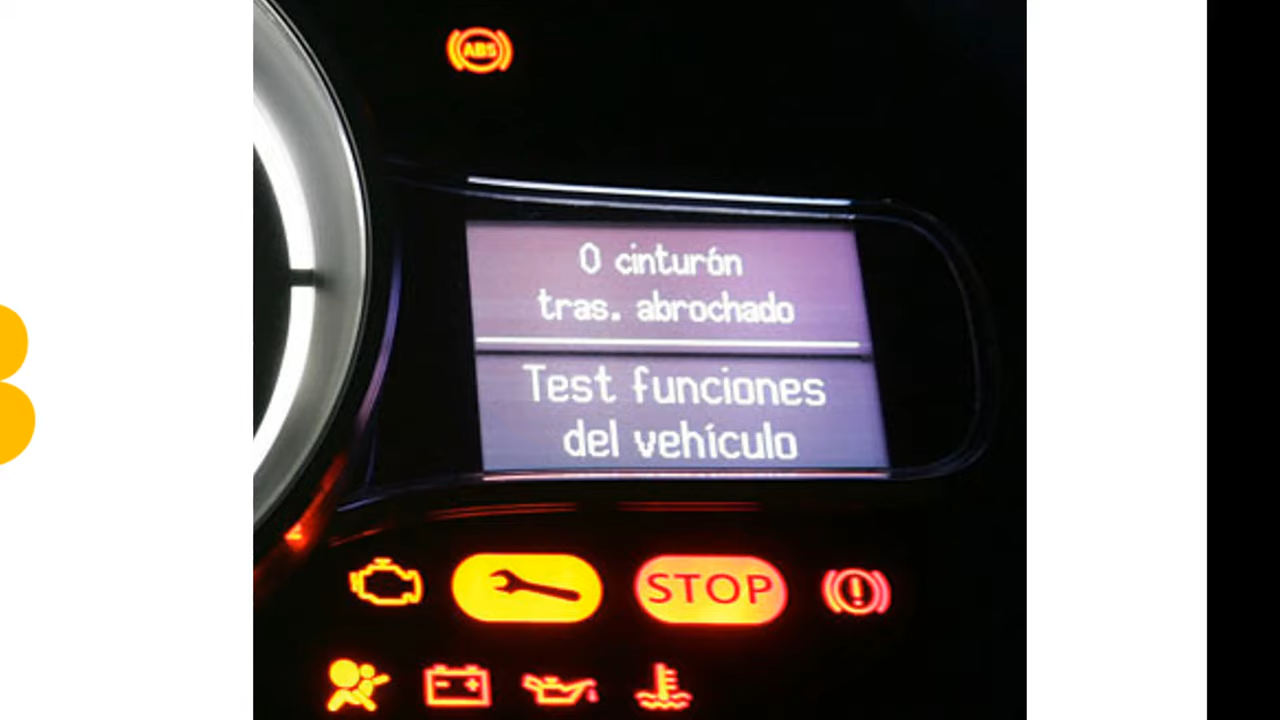 ABS
0 cinturón
tras. abrochado
Test funciones
del vehículo
STOP